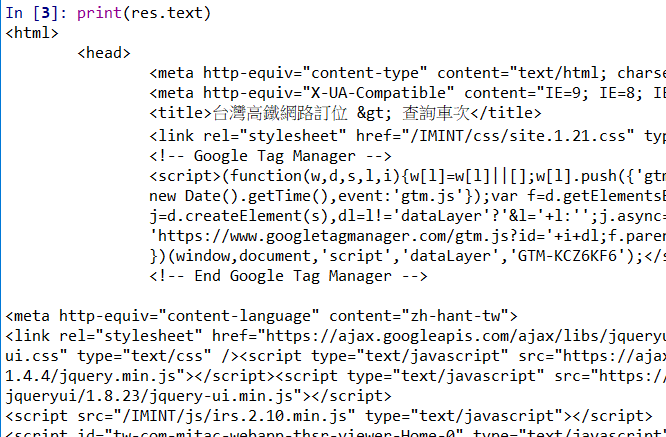 In [3]: print(res.text)
<html>
<head>
<meta http-equiv="content-type" content="text/html; charse
<meta http-equiv="X-UA-Compatible" content="IE=9; IE=8; IE
<title>台灣高鐵網路訂位 &gt; 查詢車次</title>
<link rel="stylesheet" href="/IMINT/css/site.1.21.css" typ
<!-- Google Tag Manager -->
<script>(function(w,d,s,l,i){w[l]=w[l]||[];w[l].push({'gtm
new Date().getTime(),event:'gtm.js'});var f=d.getElementsB
j=d.createElement(s),dl=l!='dataLayer'?'&l='+l:'';j.async=
'https://www.googletagmanager.com/gtm.js?id='+i+dl;f.paren
})(window,document,'script','dataLayer','GTM-KCZ6KF6');</s
<!-- End Google Tag Manager -->
<meta http-equiv="content-language" content="zh-hant-tw">
<link rel="stylesheet" href="https://ajax.googleapis.com/ajax/libs/jqueryu
ui.css" type="text/css" /><script type="text/javascript" src="https://ajax
1.4.4/jquery.min.js"></script><script type="text/javascript" src="https:/
jqueryui/1.8.23/jquery-ui.min.js"></script>
<script src="/IMINT/js/irs.2.10.min.js" type="text/javascript"></script>
<script id="tw-com-mitac-webapp-thsr-viewer-Home-0" type="text/javascript"